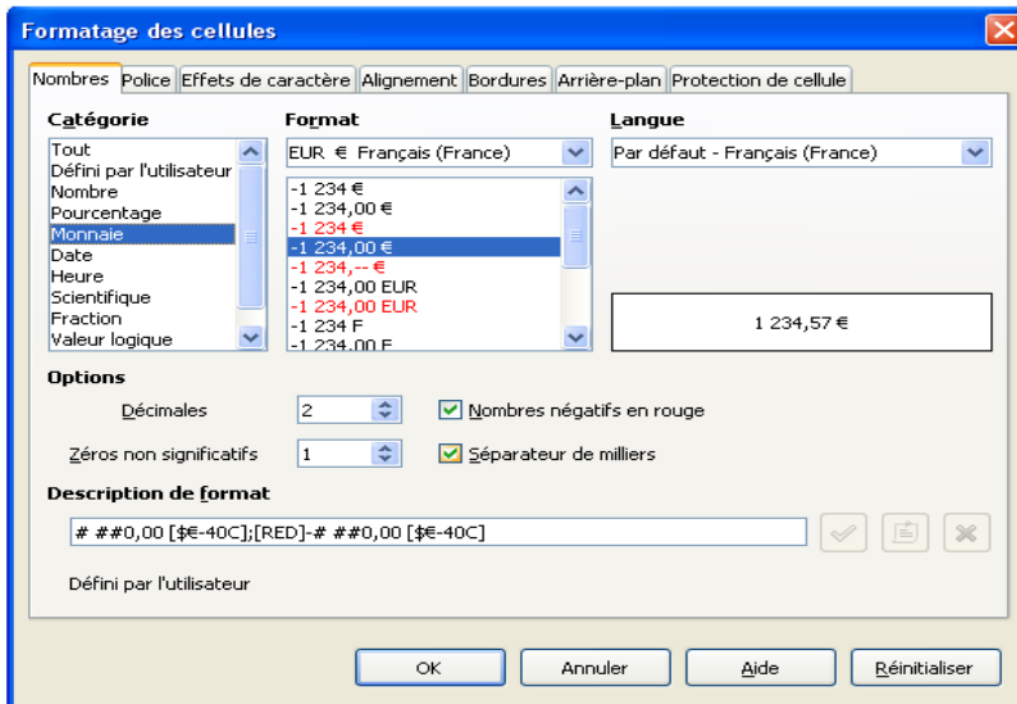 Formatage des cellules
Nombres Police Effets de caractère Alignement Bordures Arrière-plan Protection de cellule
Catégorie
Tout
Défini par l'utilisateur
Nombre
Pourcentage
Monnaie
Date
Heure
Scientifique
Fraction
Valeur logique
Format
EUR € Français (France)
-1 234 €
-1 234,00 €
-1 234 €
-1 234,00 €
-1 234,-- €
-1 234,00 EUR
-1 234,00 EUR
-1 234 F
-1 234,00 F
Langue
Par défaut - Français (France)
1 234,57 €
Options
Décimales 2 Nombres négatifs en rouge
Zéros non significatifs 1 Séparateur de milliers
Description de format
# ##0,00 [$€-40C];[RED]-# ##0,00 [$€-40C]
Défini par l'utilisateur
OK Annuler Aide Réinitialiser